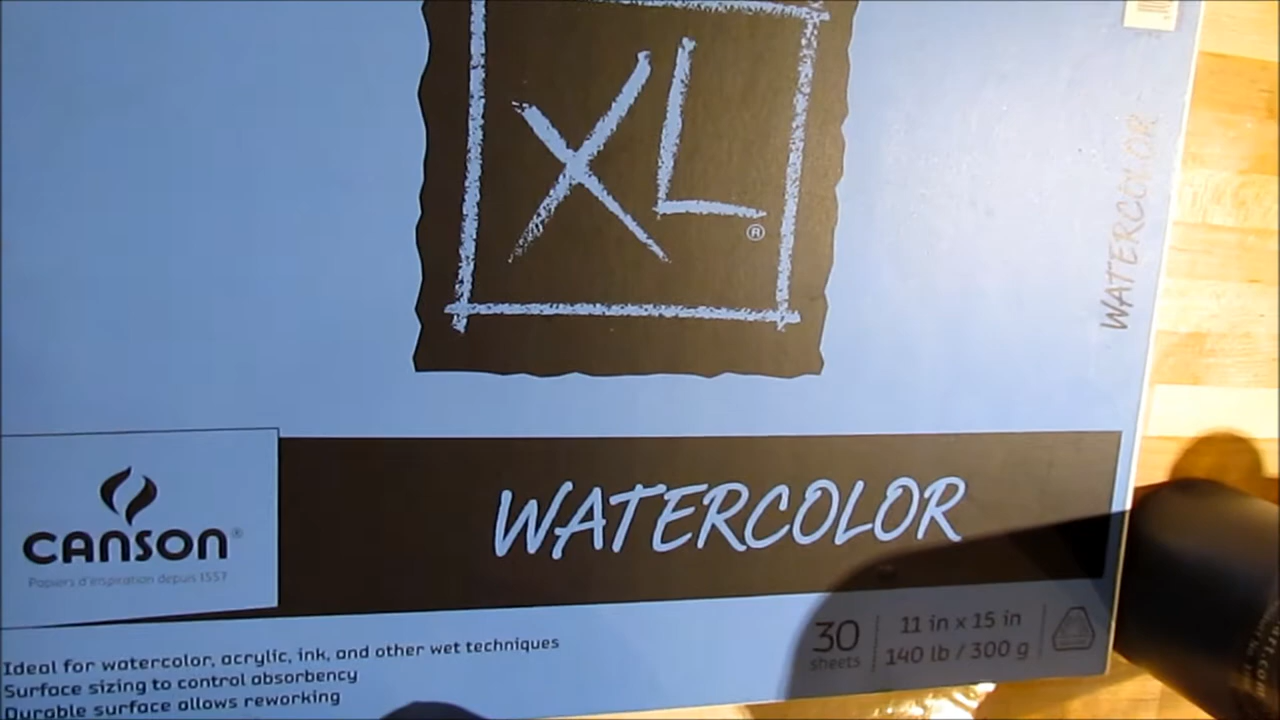 XL®
WATERCOLOR
CANSON®
Papiers d'inspiration depuis 1557
WATERCOLOR
30
sheets
11 in x 15 in
140 lb / 300 g
Ideal for watercolor, acrylic, ink, and other wet techniques
Surface sizing to control absorbency
Durable surface allows reworking